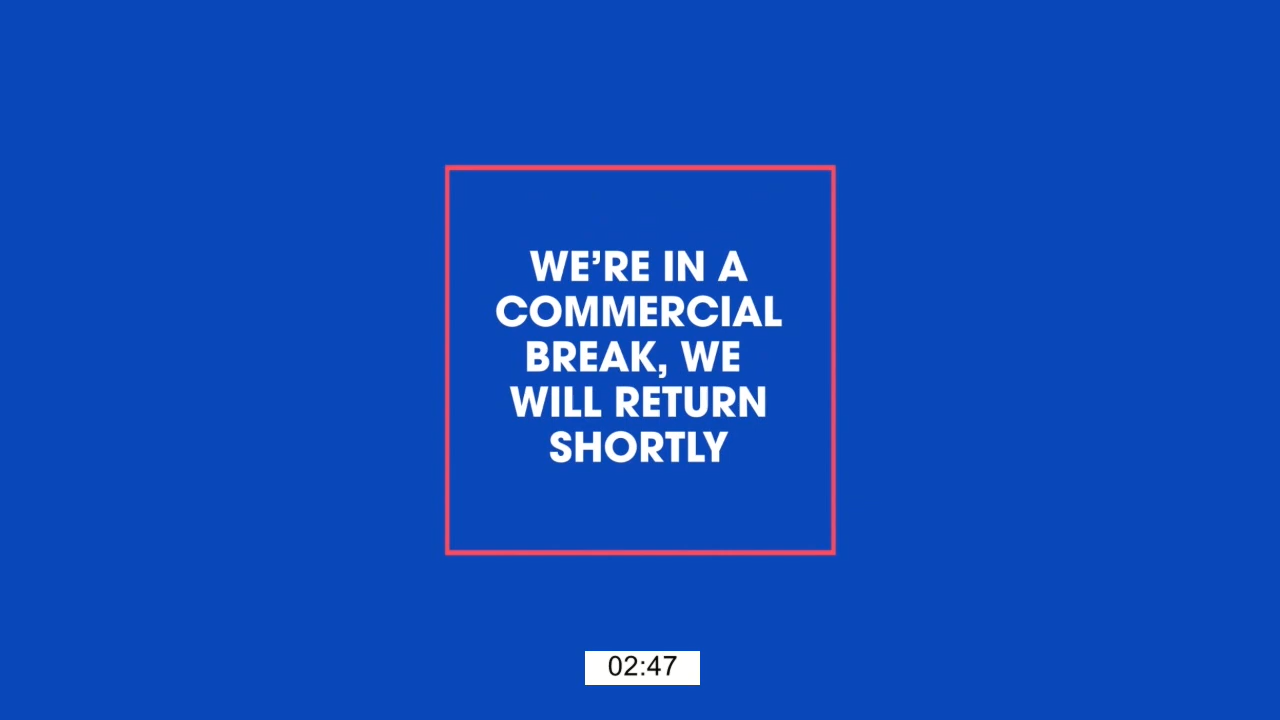 WE’RE IN A
COMMERCIAL
BREAK, WE
WILL RETURN
SHORTLY
02:47